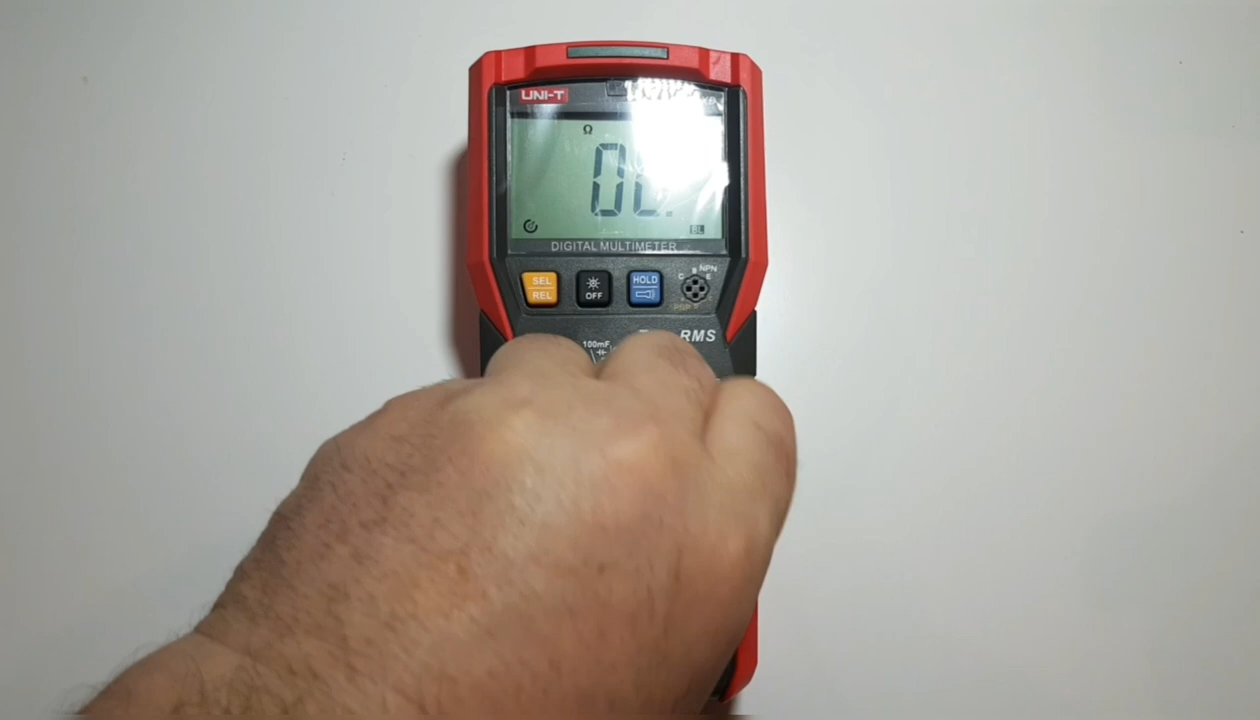 UNI-T
Ω
0L.
BL
DIGITAL MULTIMETER
SEL
REL
OFF
HOLD
NPN
C B E
PNP
RMS
100mF